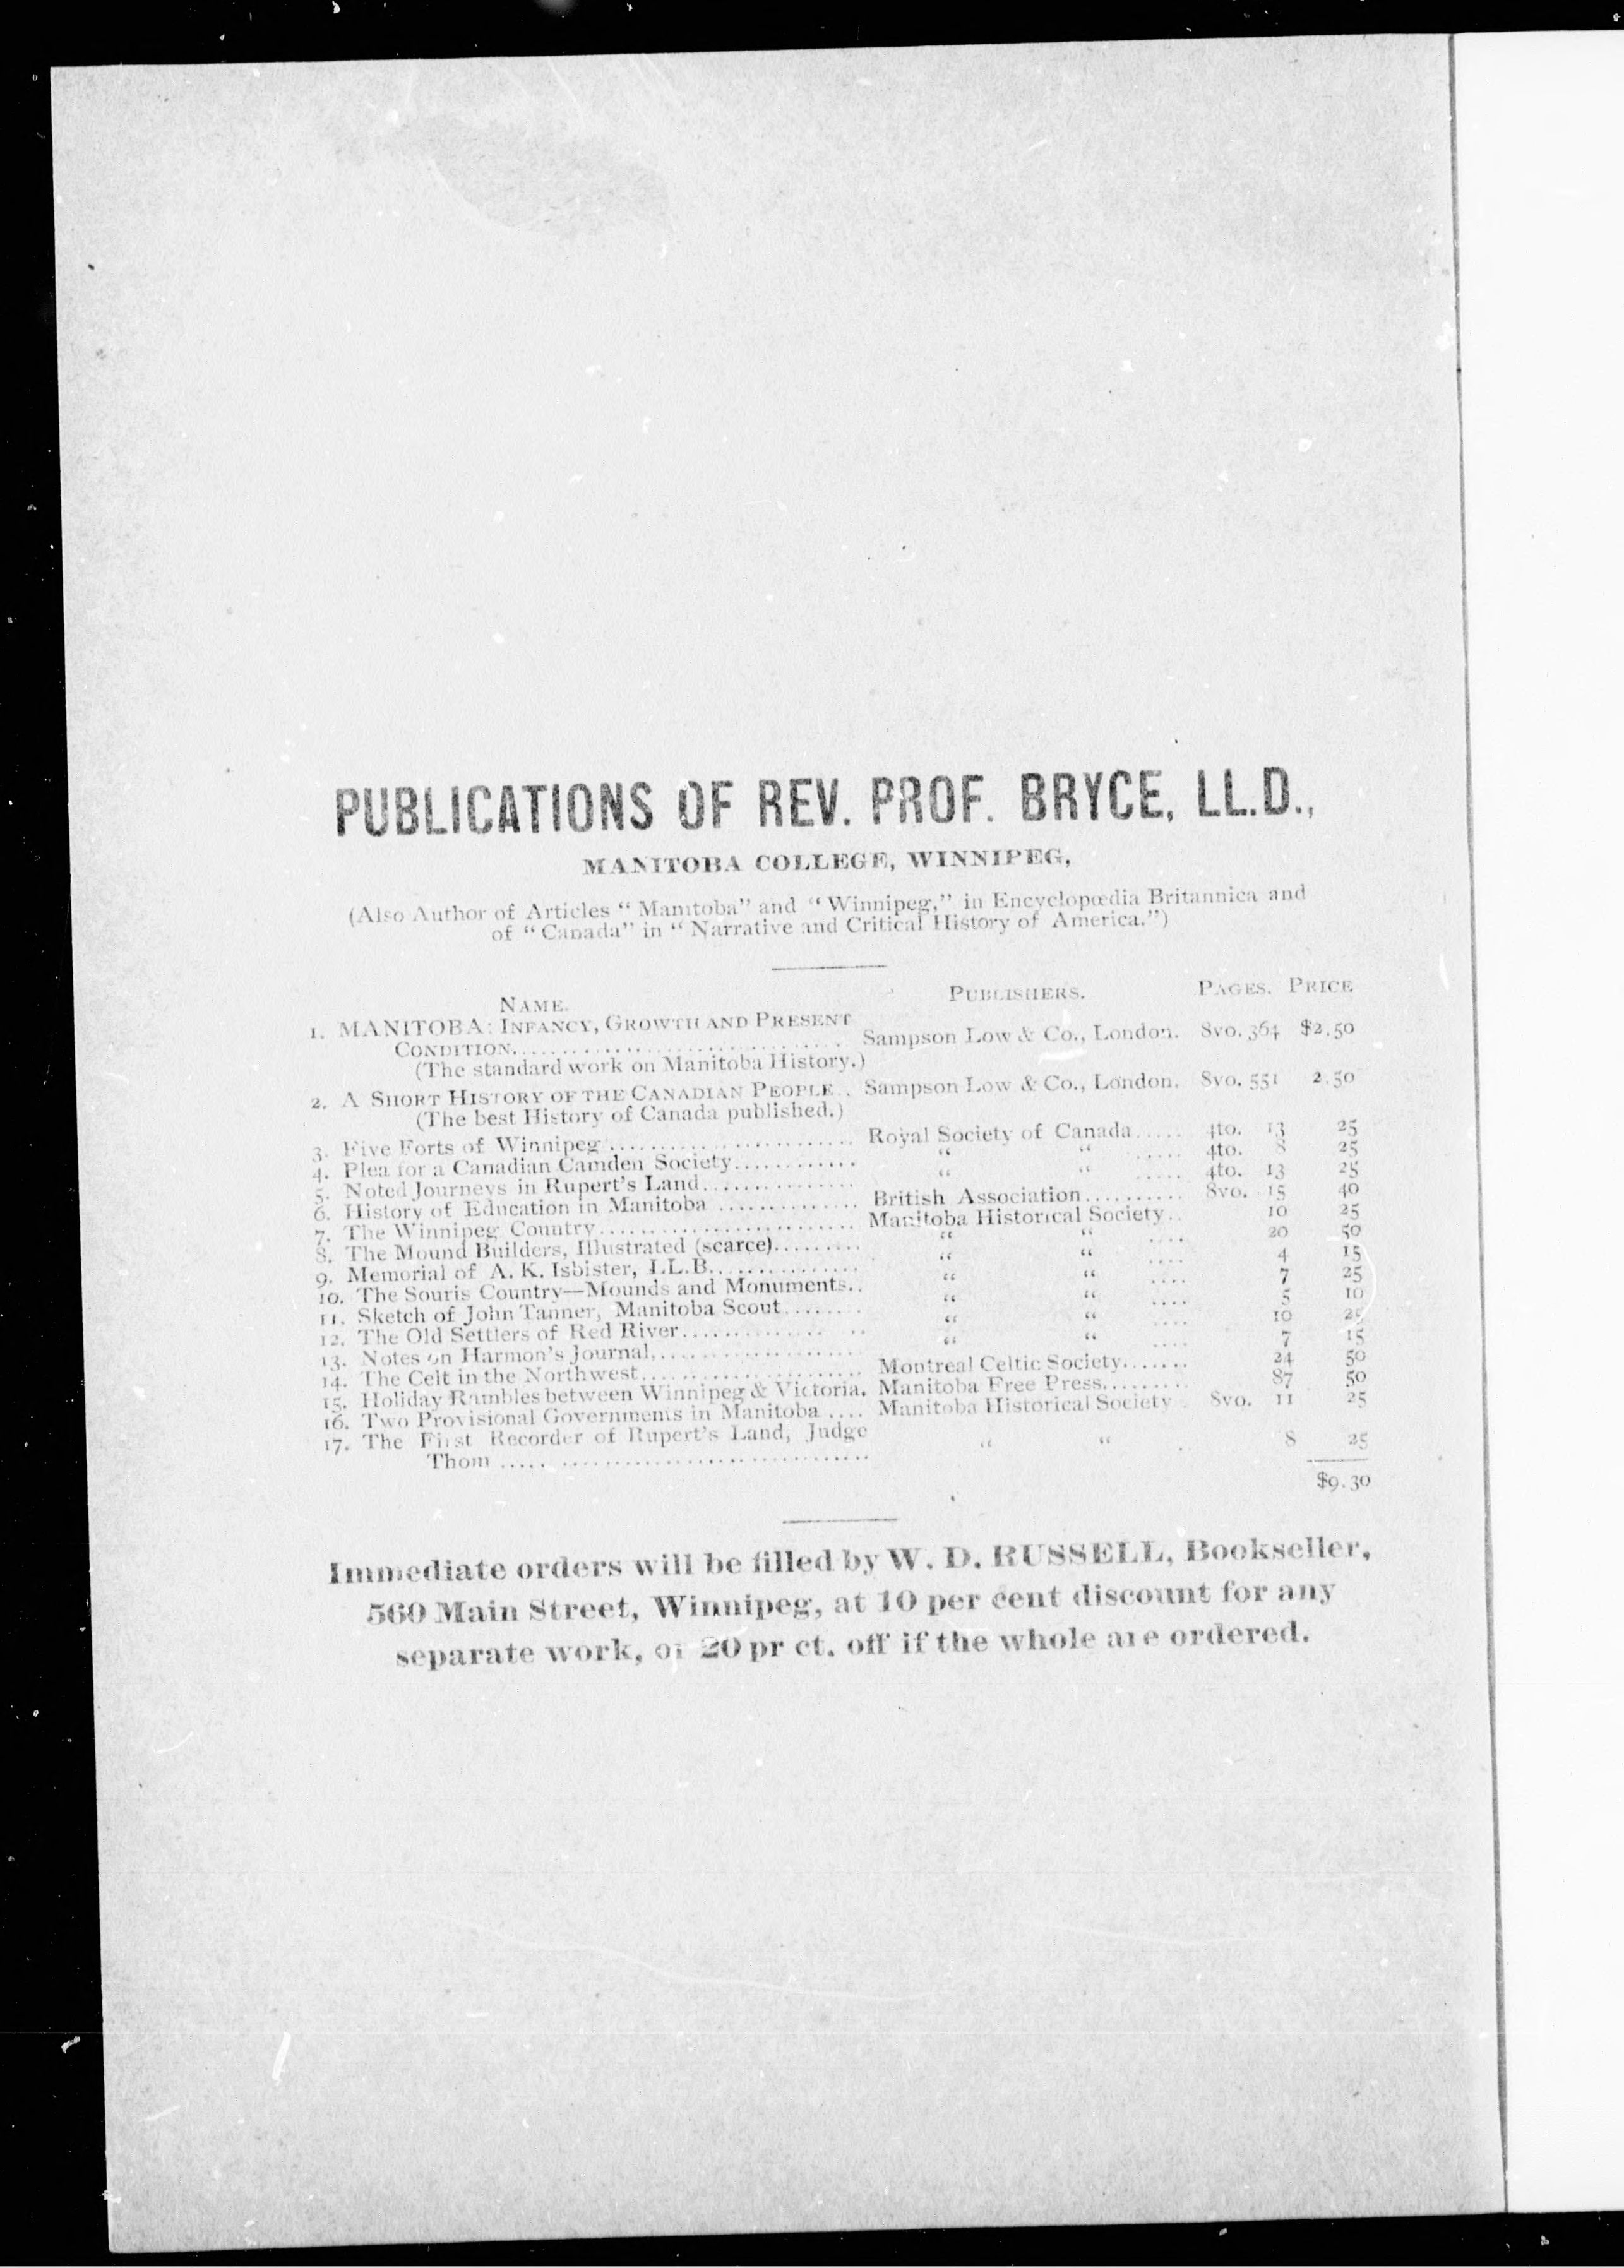 PUBLICATIONS OF REV. PROF. BRYCE, LL.D.,
MANITOBA COLLEGE, WINNIPEG,
(Also Author of Articles “ Manitoba” and “ Winnipeg,” in Encyclopœdia Britannica and
of “ Canada” in “ Narrative and Critical History of America.”)
NAME. PUBLISHERS. PAGES. PRICE
1. MANITOBA: INFANCY, GROWTH AND PRESENT
CONDITION................................. Sampson Low & Co., London. 8vo. 364 $2.50
(The standard work on Manitoba History.)
2. A SHORT HISTORY OF THE CANADIAN PEOPLE.. Sampson Low & Co., London. 8vo. 551 2.50
(The best History of Canada published.)
3. Five Forts of Winnipeg......................... Royal Society of Canada..... 4to. 13 25
4. Plea for a Canadian Camden Society............ “ “ ..... 4to. 8 25
5. Noted Journeys in Rupert’s Land................ “ “ ..... 4to. 13 25
6. History of Education in Manitoba .............. British Association.......... 8vo. 15 40
7. The Winnipeg Country.......................... Manitoba Historical Society.. 10 25
8. The Mound Builders, Illustrated (scarce)......... “ “ .... 20 50
9. Memorial of A. K. Isbister, LL.B............... “ “ .... 4 15
10. The Souris Country—Mounds and Monuments.. “ “ .... 7 25
11. Sketch of John Tanner, Manitoba Scout........ “ “ .... 5 10
12. The Old Settlers of Red River.............. .. “ “ .... 10
13. Notes on Harmon’s Journal,..................... “ “ .... 7 15
14. The Celt in the Northwest...................... Montreal Celtic Society....... 24 50
15. Holiday Rambles between Winnipeg & Victoria. Manitoba Free Press......... 87 50
16. Two Provisional Governments in Manitoba .... Manitoba Historical Society . 8vo. 11 25
17. The First Recorder of Rupert’s Land, Judge
Thom ..... ............................... “ “ . 8 25
$9.30
Immediate orders will be filled by W. D. RUSSELL, Bookseller,
560 Main Street, Winnipeg, at 10 per cent discount for any
separate work, or 20 pr ct. off if the whole are ordered.